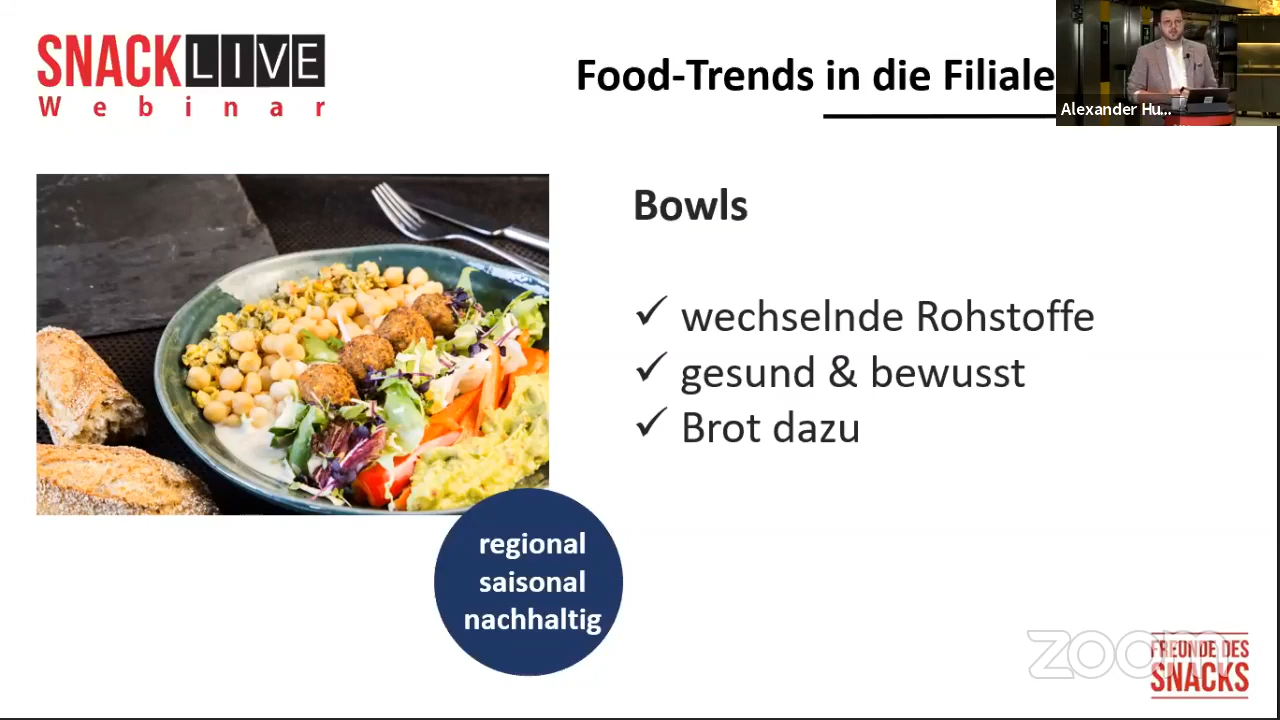 SNACK LIVE
Webinar
Food-Trends in die Filiale
Alexander Hu...
Bowls
✓ wechselnde Rohstoffe
✓ gesund & bewusst
✓ Brot dazu
regional
saisonal
nachhaltig
zoom
FREUNDE DES
SNACKS